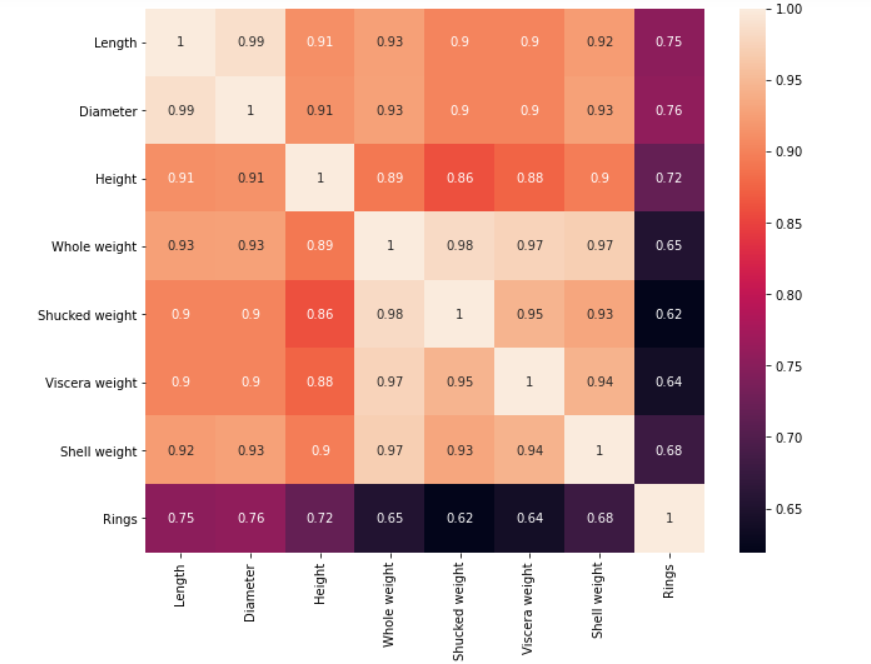 Length 1 0.99 0.91 0.93 0.9 0.9 0.92 0.75
Diameter 0.99 1 0.91 0.93 0.9 0.9 0.93 0.76
Height 0.91 0.91 1 0.89 0.86 0.88 0.9 0.72
Whole weight 0.93 0.93 0.89 1 0.98 0.97 0.97 0.65
Shucked weight 0.9 0.9 0.86 0.98 1 0.95 0.93 0.62
Viscera weight 0.9 0.9 0.88 0.97 0.95 1 0.94 0.64
Shell weight 0.92 0.93 0.9 0.97 0.93 0.94 1 0.68
Rings 0.75 0.76 0.72 0.65 0.62 0.64 0.68 1
Length
Diameter
Height
Whole weight
Shucked weight
Viscera weight
Shell weight
Rings
1.00
0.95
0.90
0.85
0.80
0.75
0.70
0.65